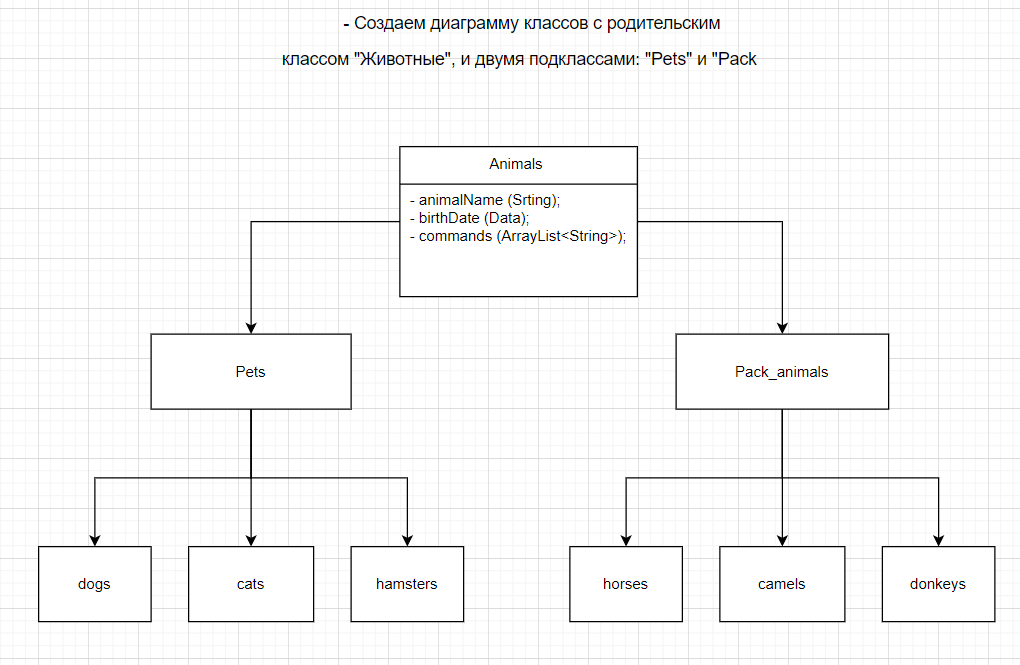 - Создаем диаграмму классов с родительским
классом "Животные", и двумя подклассами: "Pets" и "Pack
Animals
- animalName (Srting);
- birthDate (Data);
- commands (ArrayList<String>);
Pets
Pack_animals
dogs
cats
hamsters
horses
camels
donkeys